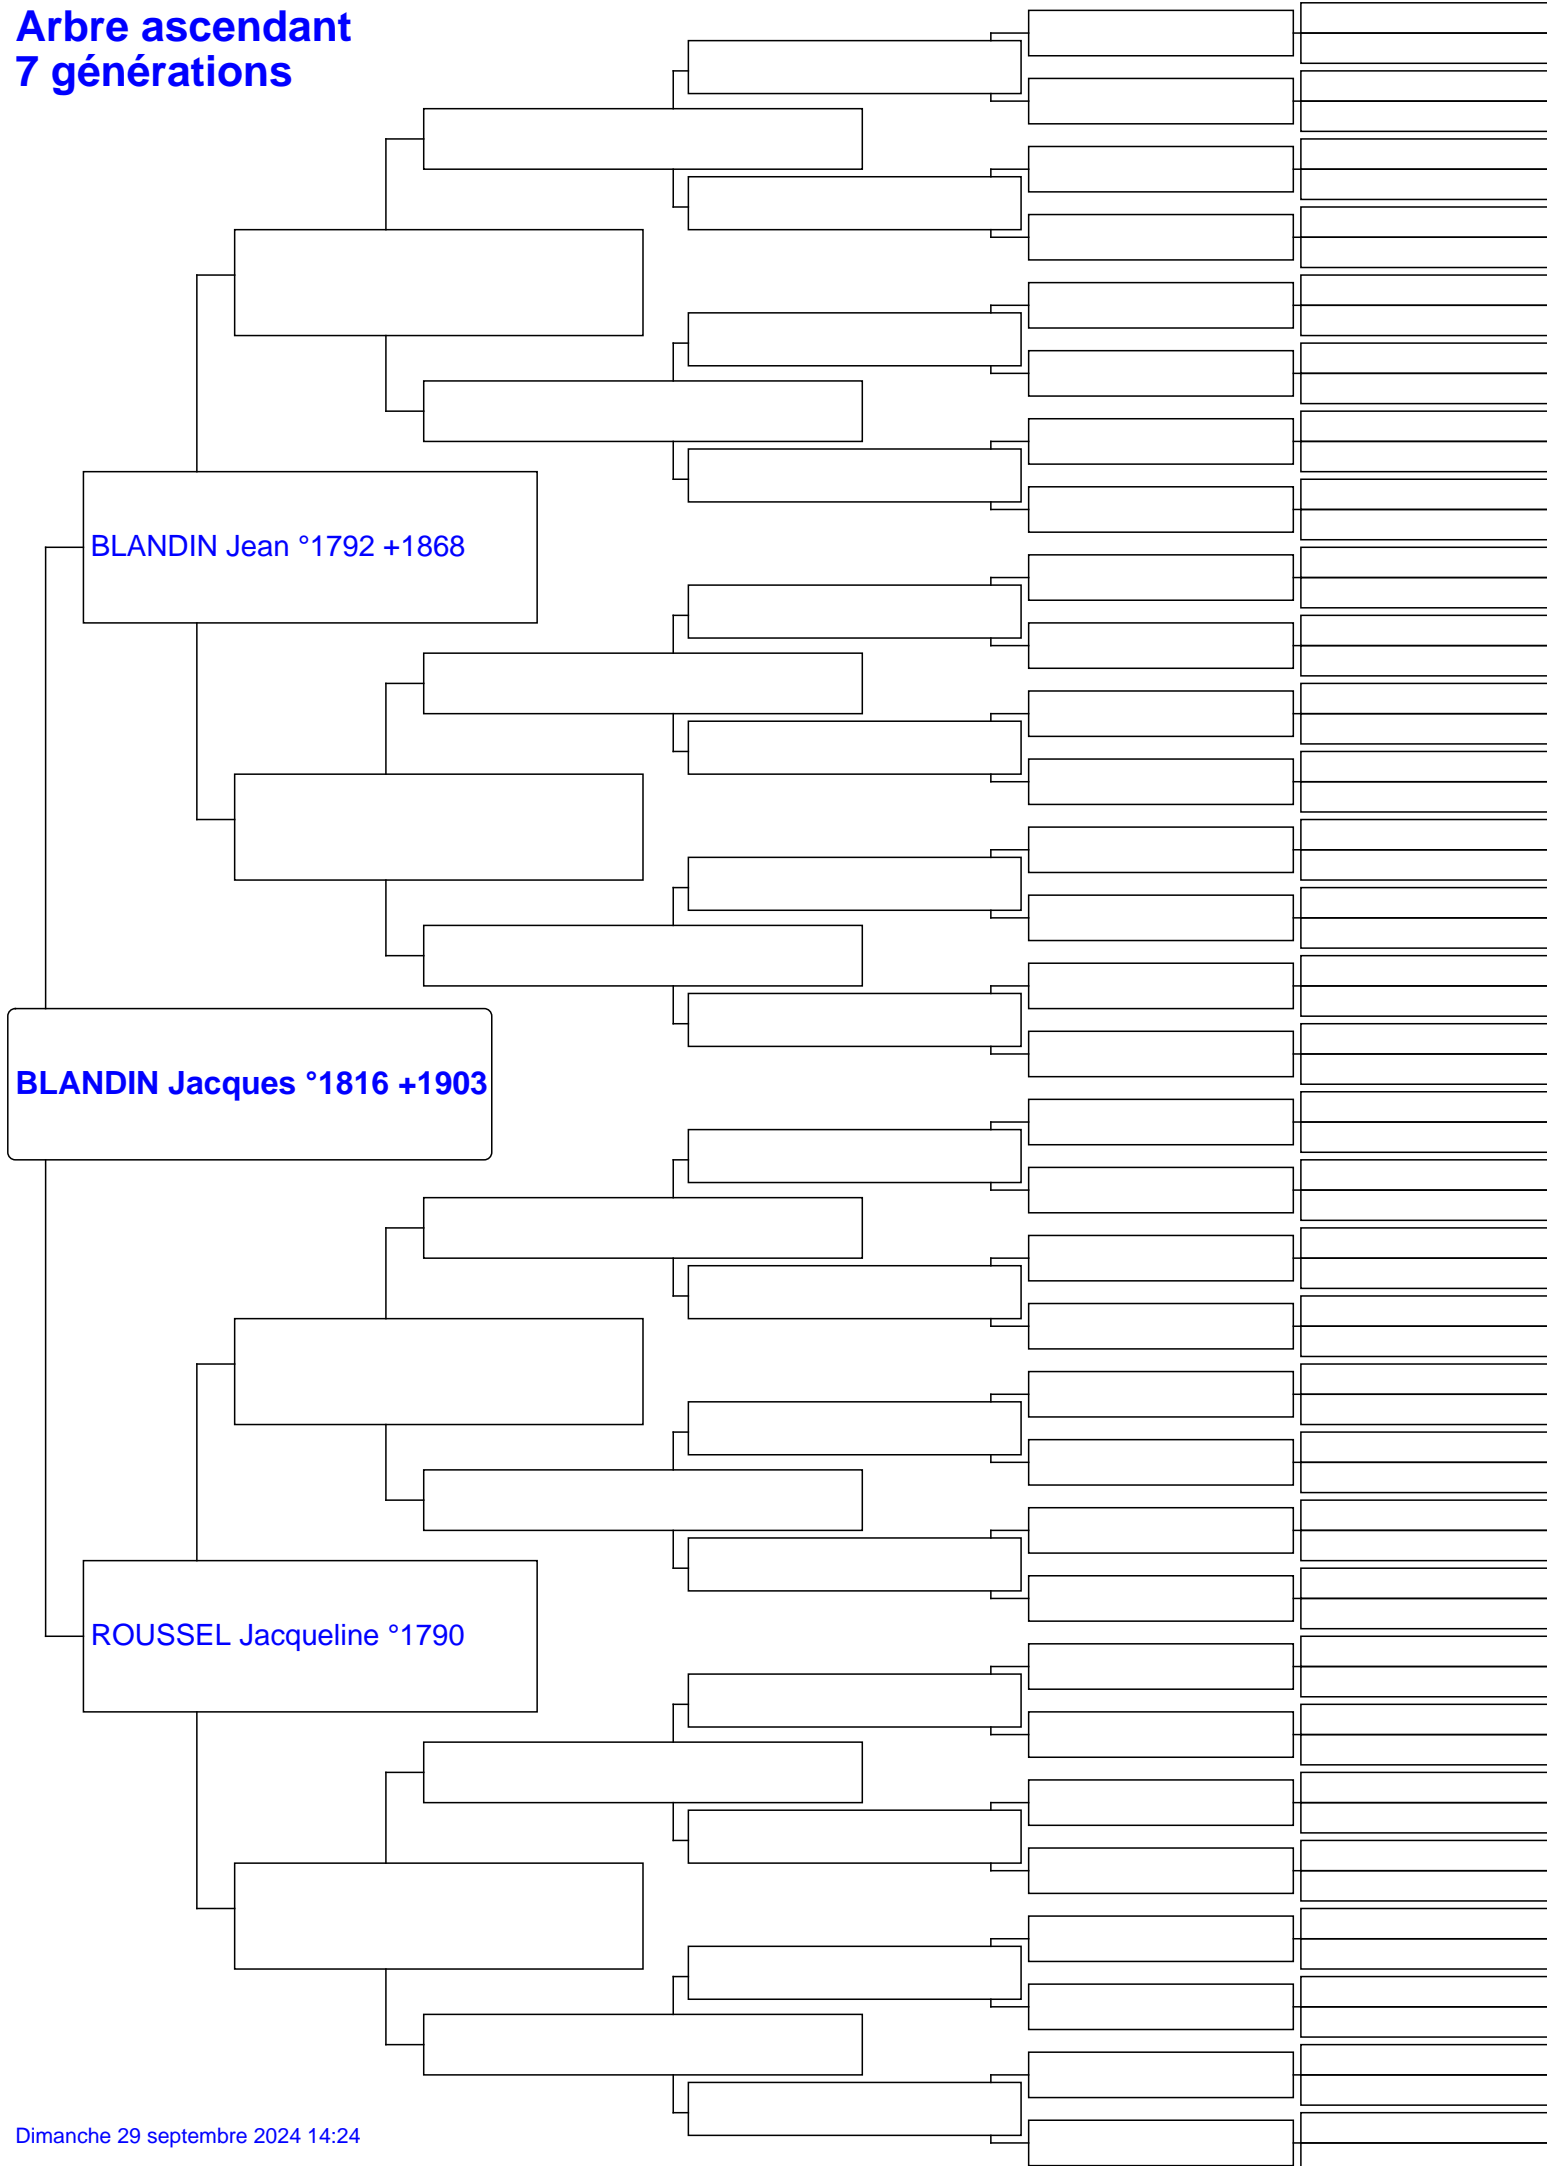 Arbre ascendant
7 générations
BLANDIN Jean °1792 +1868
BLANDIN Jacques °1816 +1903
ROUSSEL Jacqueline °1790
Dimanche 29 septembre 2024 14:24